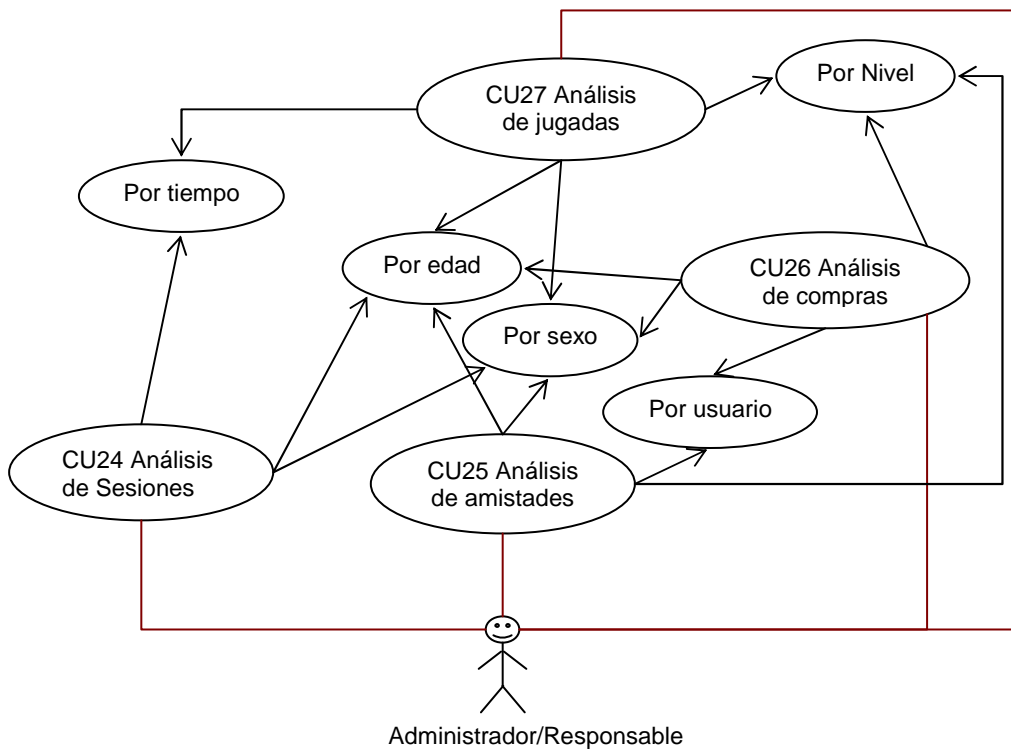 Por Nivel
CU27 Análisis
de jugadas
Por tiempo
Por edad
CU26 Análisis
de compras
Por sexo
Por usuario
CU24 Análisis
de Sesiones
CU25 Análisis
de amistades
Administrador/Responsable